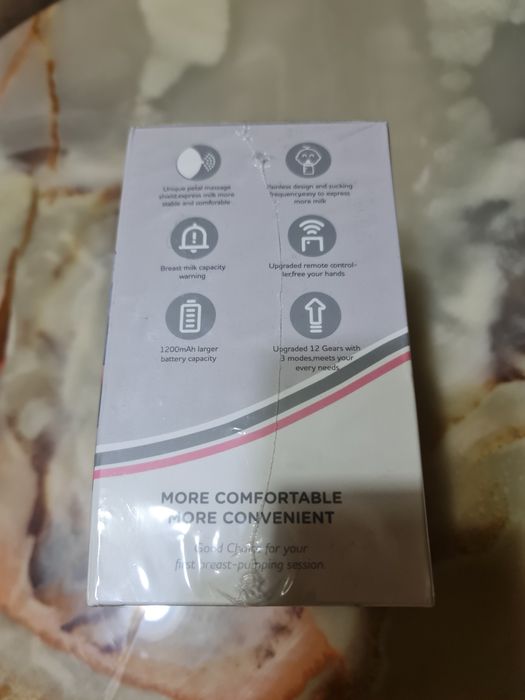 Unique petal massage
shield,express milk more
stable and comfortable
Painless design and sucking
frequency,easy to express
more milk
Breast milk capacity
warning
Upgraded remote control-
ler,free your hands
1200mAh larger
battery capacity
Upgraded 12 Gears with
3 modes,meets your
every needs
MORE COMFORTABLE
MORE CONVENIENT
Good Choice for your
first breast-pumping session.